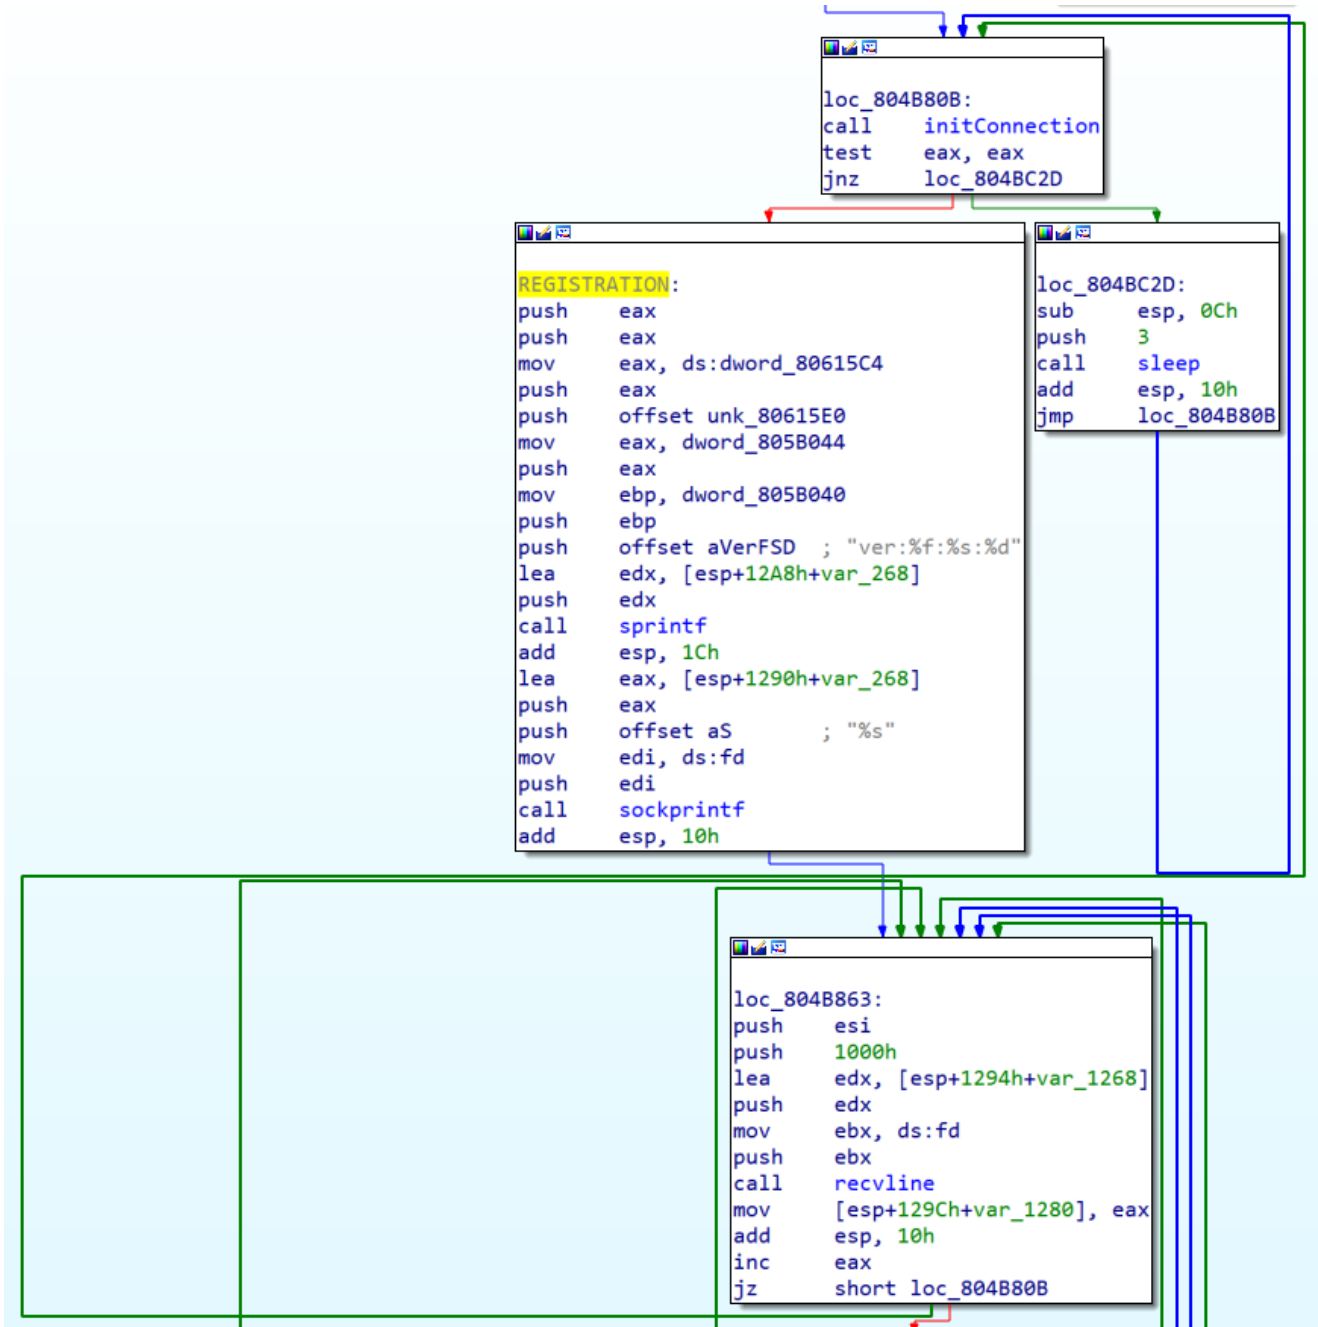 loc_804B80B:
call initConnection
test eax, eax
jnz loc_804BC2D
REGISTRATION:
push eax
push eax
mov eax, ds:dword_80615C4
push eax
push offset unk_80615E0
mov eax, dword_805B044
push eax
mov ebp, dword_805B040
push ebp
push offset aVerFSD ; "ver:%f:%s:%d"
lea edx, [esp+12A8h+var_268]
push edx
call sprintf
add esp, 1Ch
lea eax, [esp+1290h+var_268]
push eax
push offset aS ; "%s"
mov edi, ds:fd
push edi
call sockprintf
add esp, 10h
loc_804BC2D:
sub esp, 0Ch
push 3
call sleep
add esp, 10h
jmp loc_804B80B
loc_804B863:
push esi
push 1000h
lea edx, [esp+1294h+var_1268]
push edx
mov ebx, ds:fd
push ebx
call recvline
mov [esp+129Ch+var_1280], eax
add esp, 10h
inc eax
jz short loc_804B80B